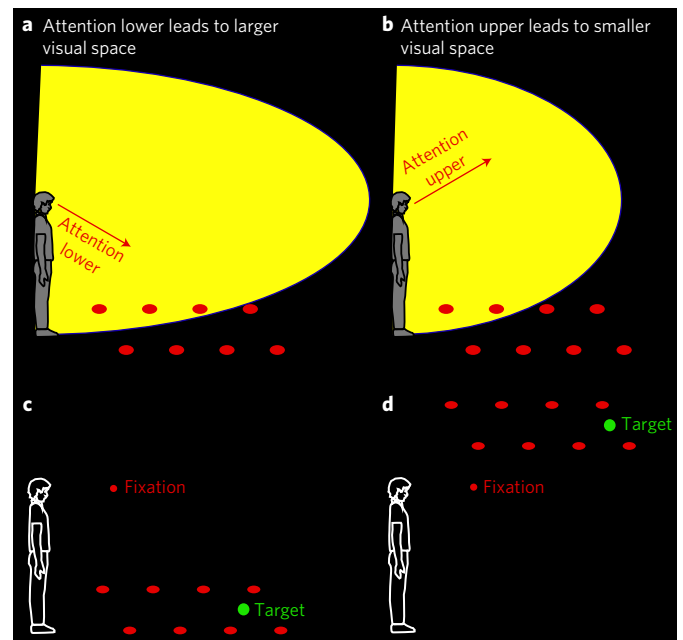 a Attention lower leads to larger
visual space
b Attention upper leads to smaller
visual space
Attention
lower
Attention
upper
c
Fixation
Target
d
Target
Fixation